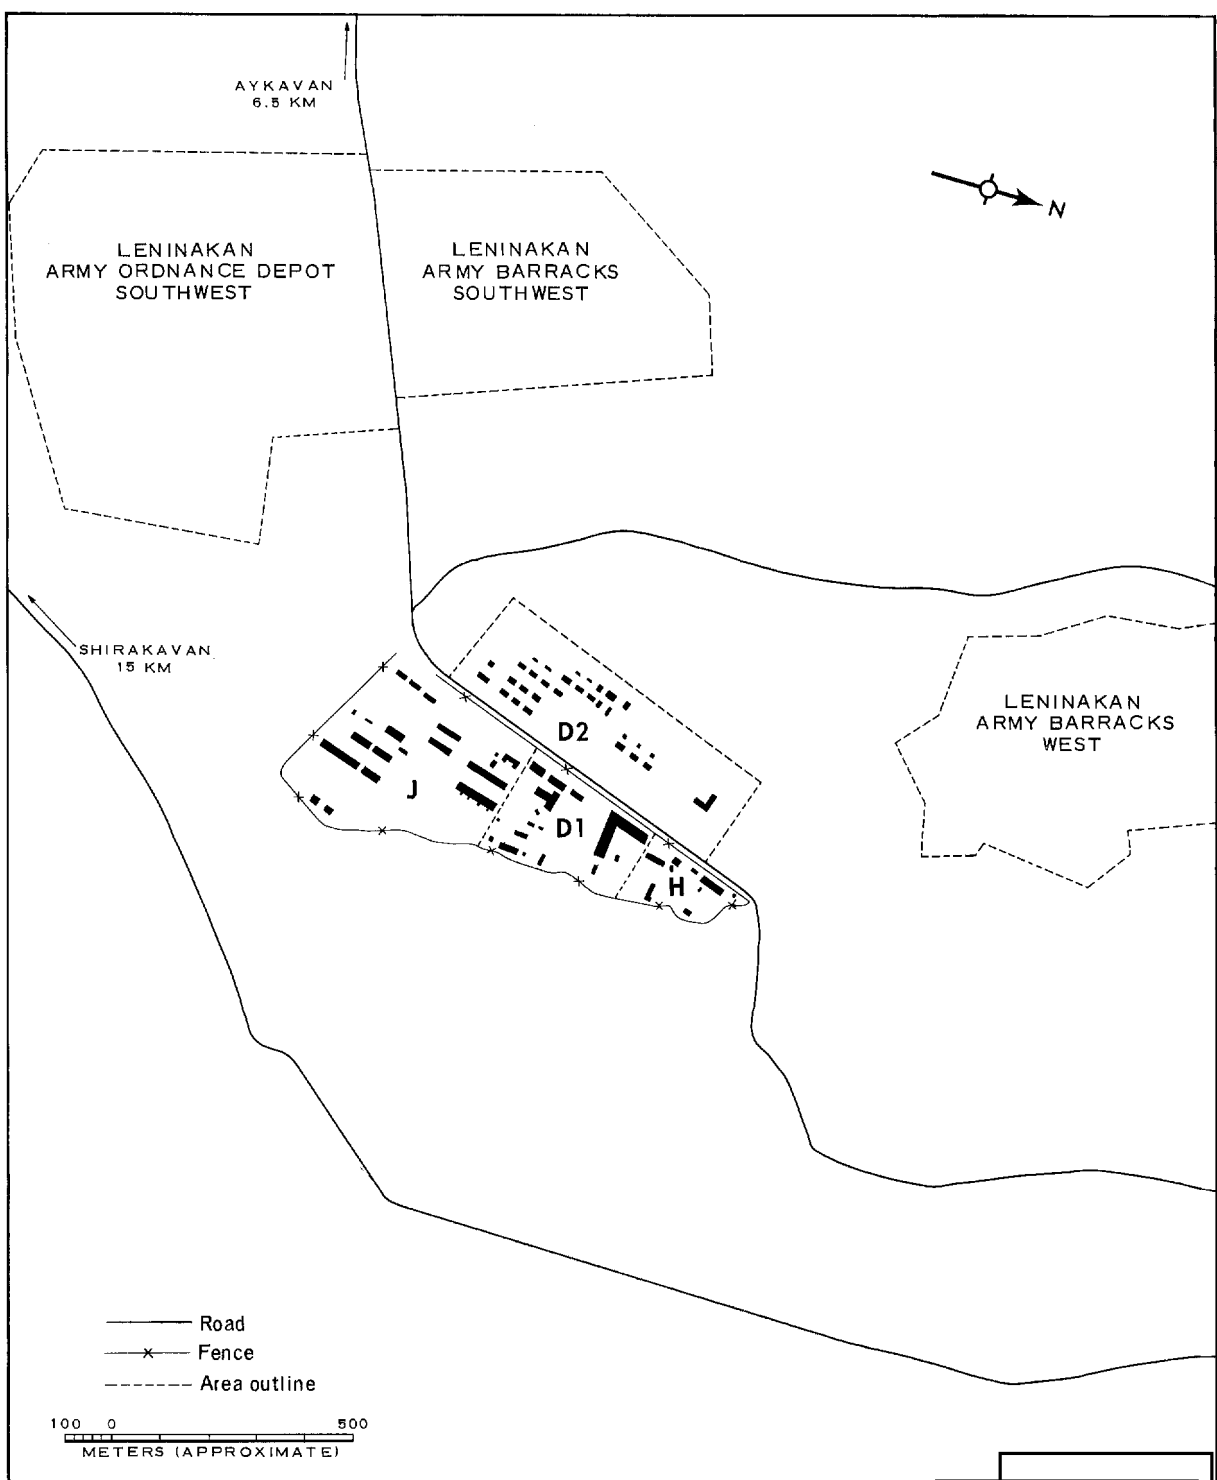 AYKAVAN
6.5 KM
N
LENINAKAN
ARMY ORDNANCE DEPOT
SOUTHWEST
LENINAKAN
ARMY BARRACKS
SOUTHWEST
SHIRAKAVAN
15 KM
LENINAKAN
ARMY BARRACKS
WEST
D2
J
D1
H
Road
Fence
Area outline
100 0 500
METERS (APPROXIMATE)